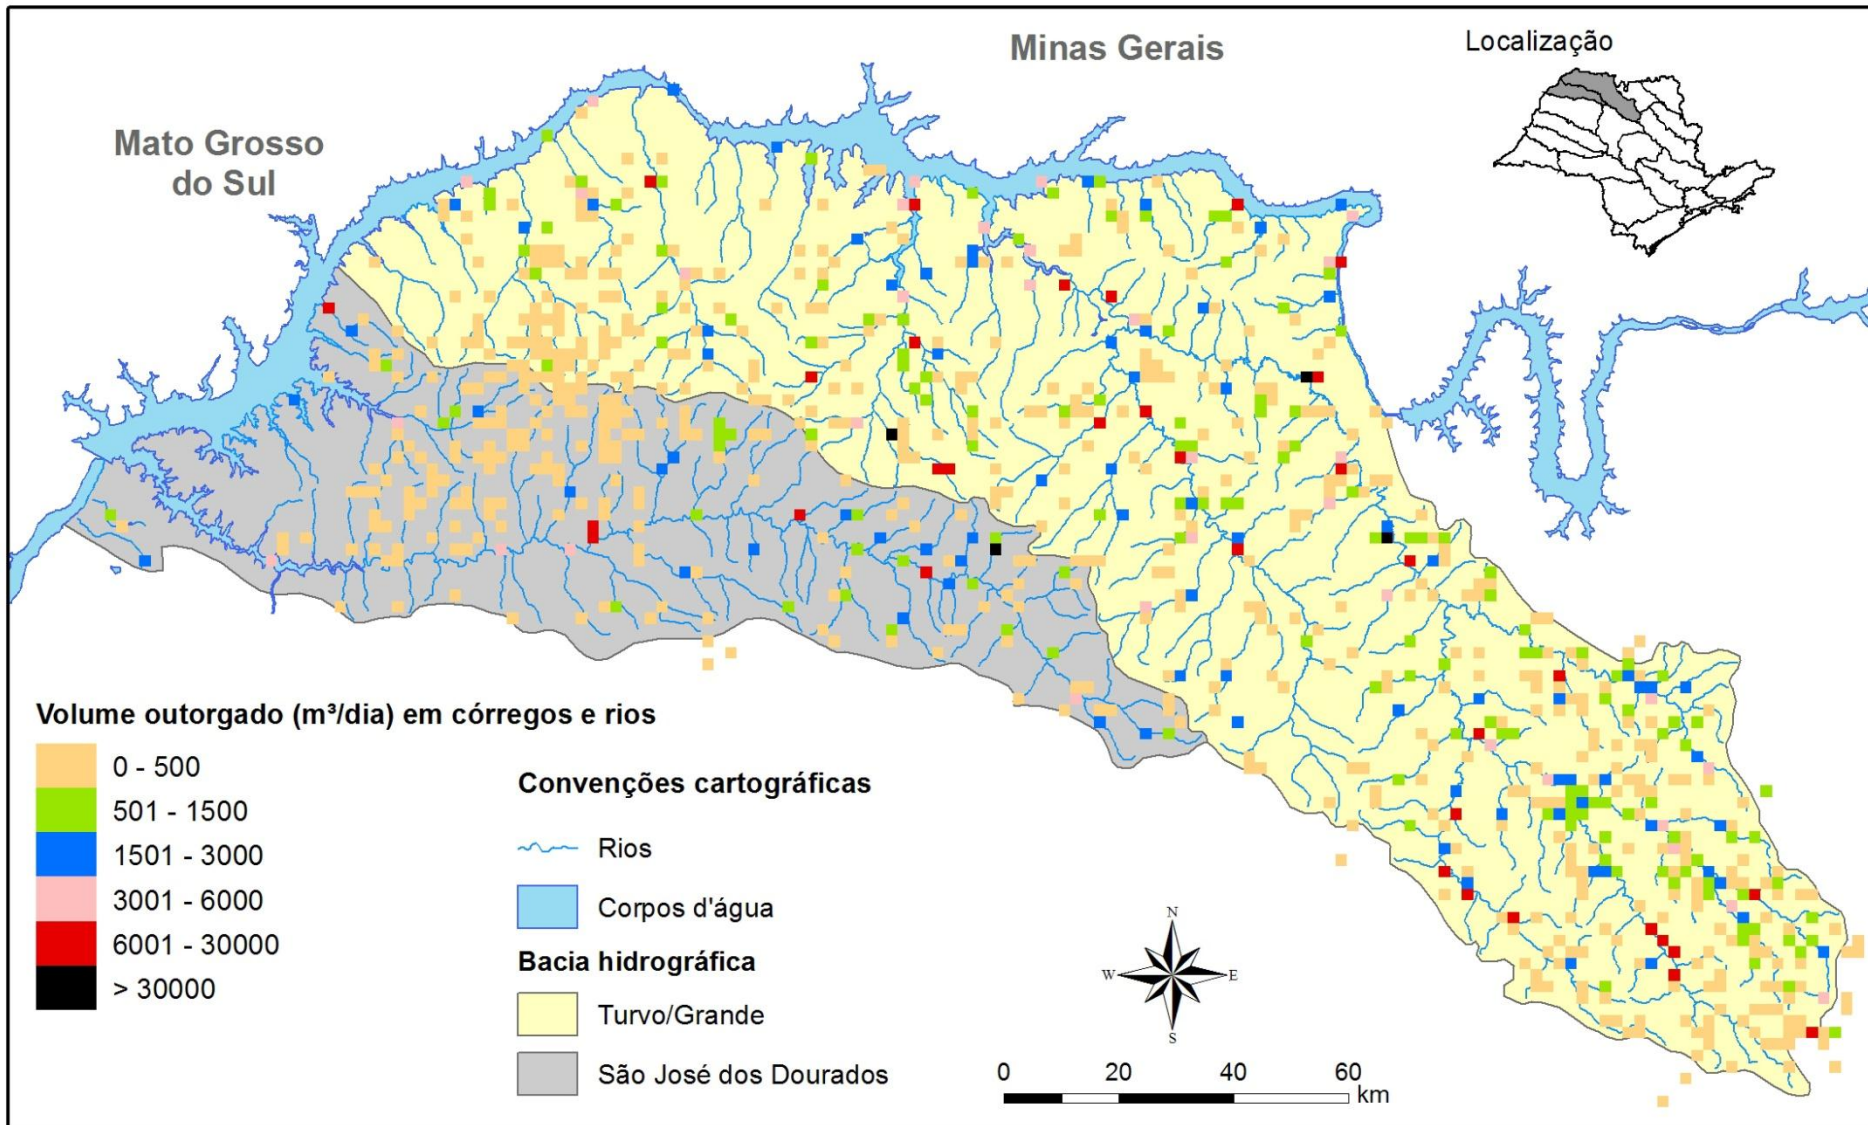 Minas Gerais
Localização
Mato Grosso
do Sul
Volume outorgado (m³/dia) em córregos e rios
0 - 500
501 - 1500
1501 - 3000
3001 - 6000
6001 - 30000
> 30000
Convenções cartográficas
Rios
Corpos d'água
Bacia hidrográfica
Turvo/Grande
São José dos Dourados
N
W E
S
0 20 40 60
km